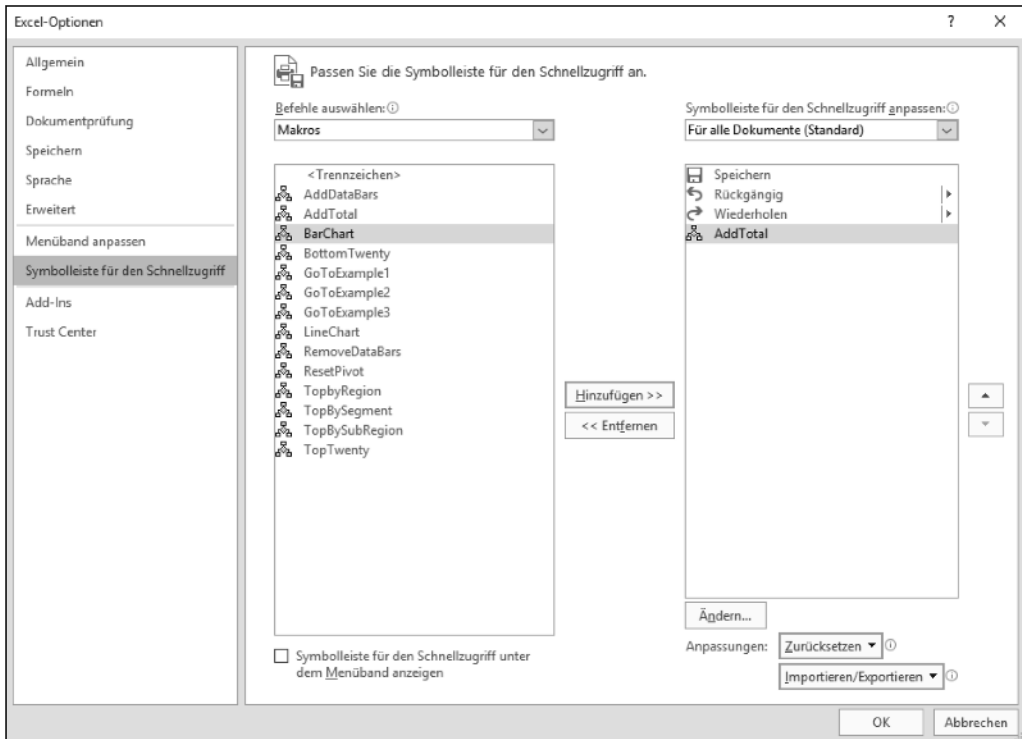 Excel-Optionen
?
Allgemein
Formeln
Dokumentprüfung
Speichern
Sprache
Erweitert
Menüband anpassen
Symbolleiste für den Schnellzugriff
Add-Ins
Trust Center
Passen Sie die Symbolleiste für den Schnellzugriff an.
Befehle auswählen:
Makros
<Trennzeichen>
AddDataBars
AddTotal
BarChart
BottomTwenty
GoToExample1
GoToExample2
GoToExample3
LineChart
RemoveDataBars
ResetPivot
TopbyRegion
TopBySegment
TopBySubRegion
TopTwenty
Symbolleiste für den Schnellzugriff unter
dem Menüband anzeigen
Hinzufügen >>
<< Entfernen
Symbolleiste für den Schnellzugriff anpassen:
Für alle Dokumente (Standard)
Speichern
Rückgängig
Wiederholen
AddTotal
Ändern...
Anpassungen:
Zurücksetzen
Importieren/Exportieren
OK
Abbrechen